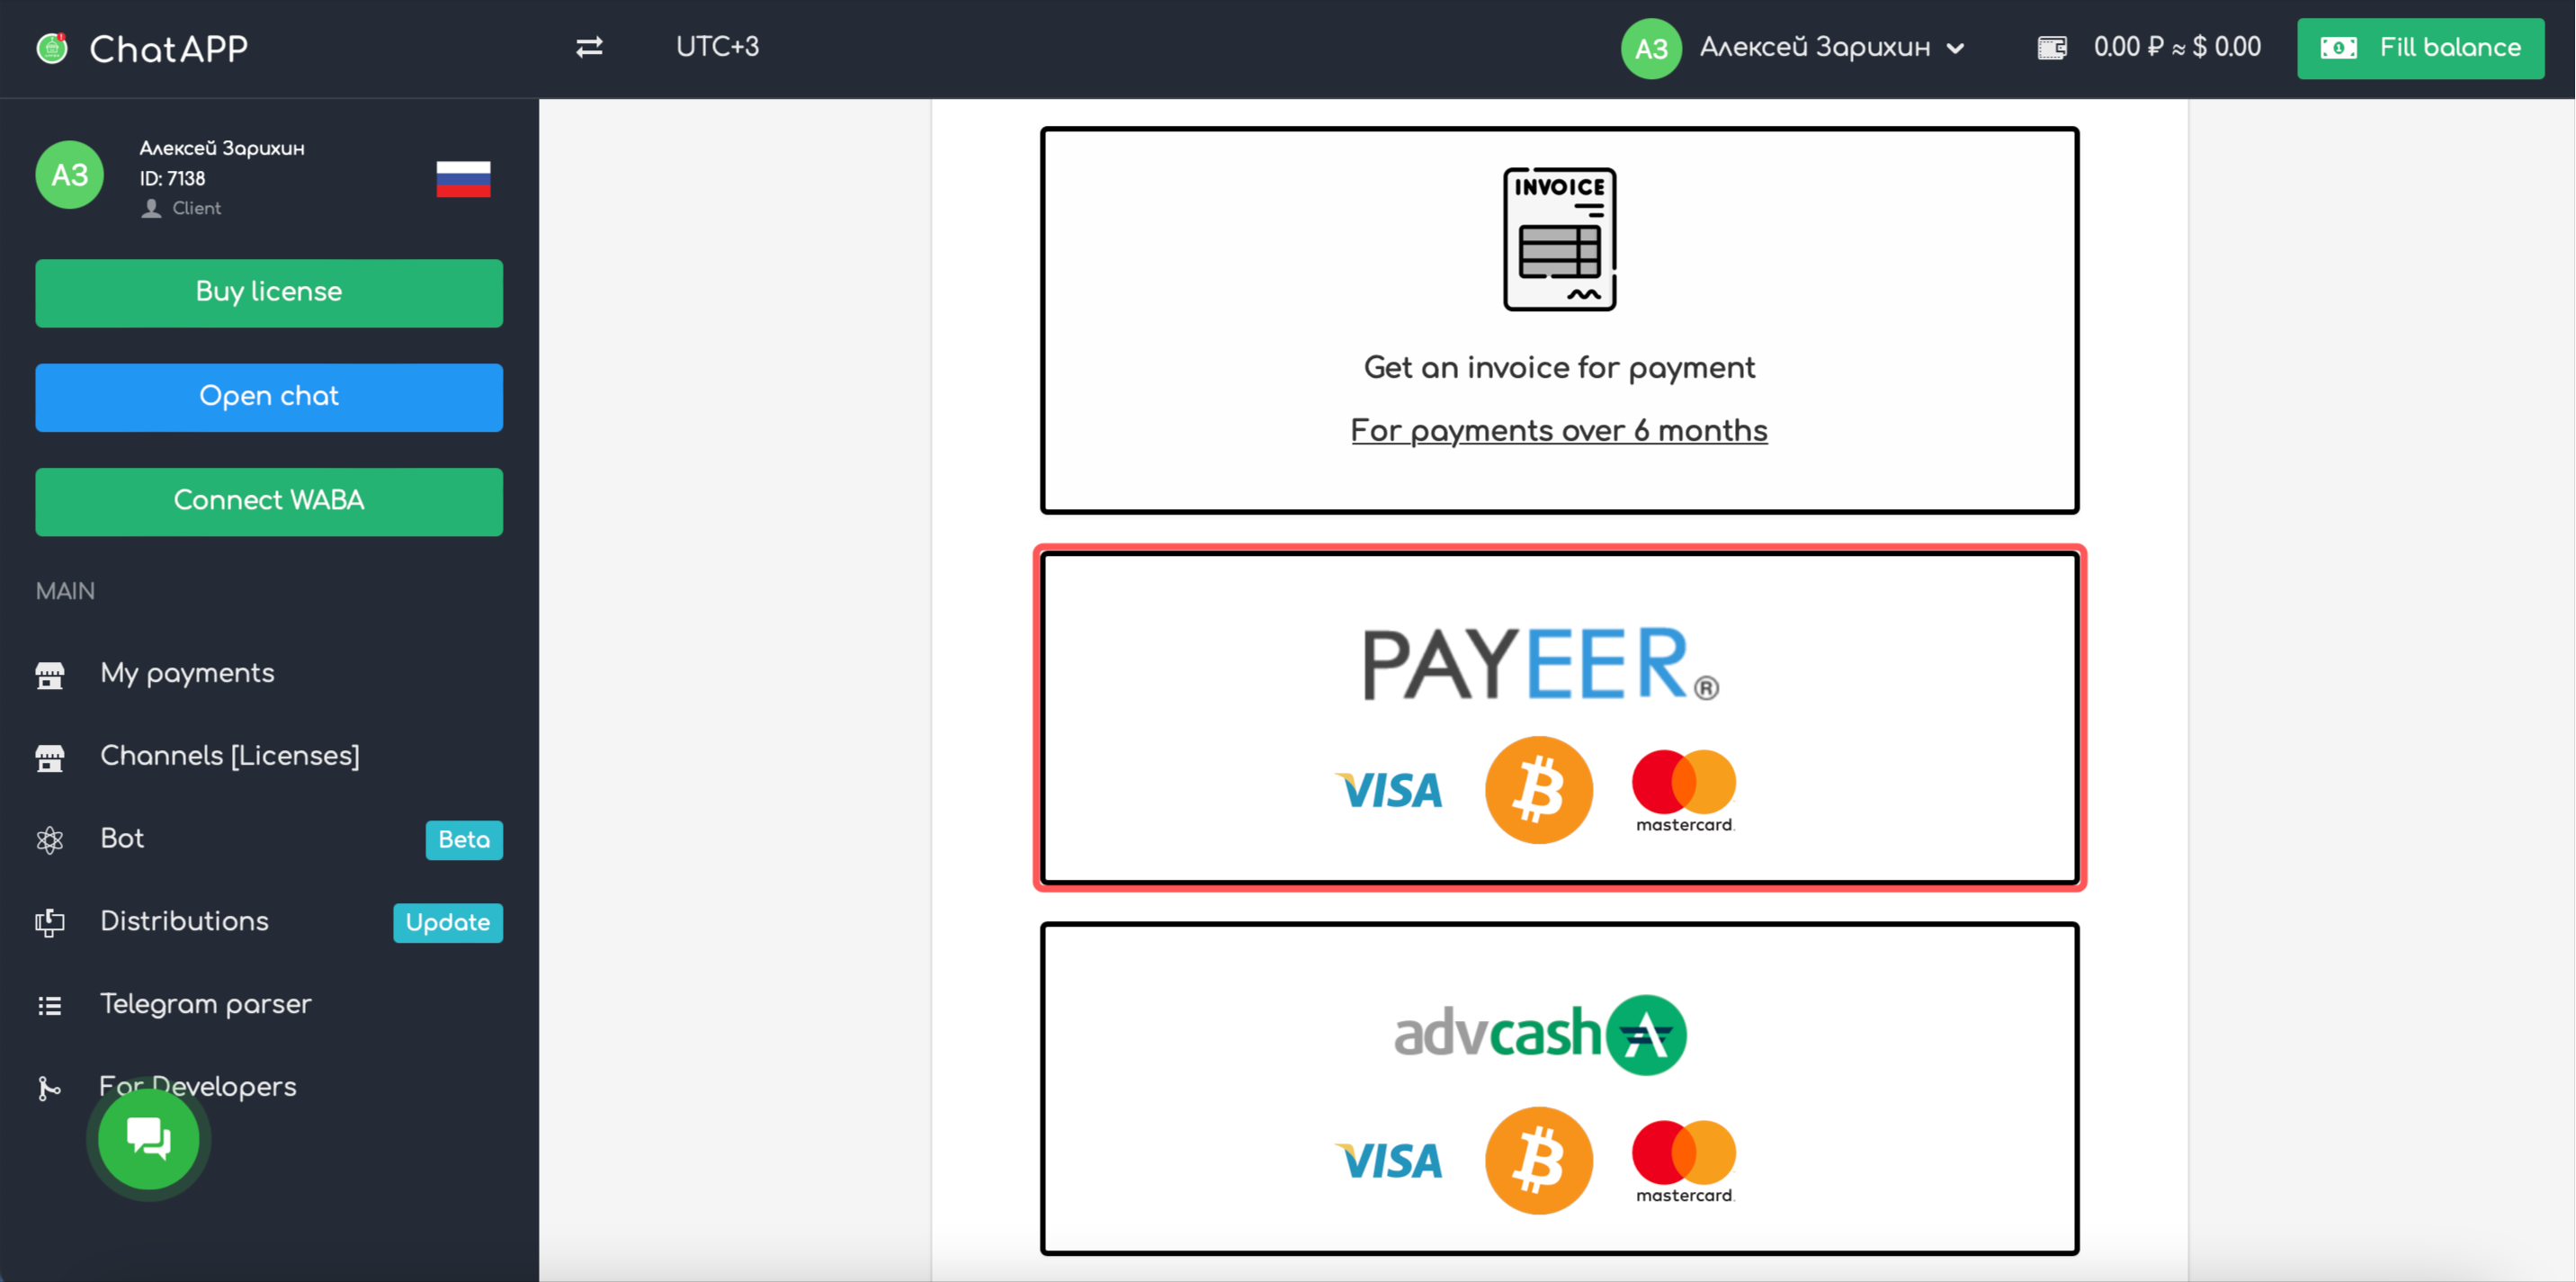 ChatAPP
UTC+3
АЗ Алексей Зарихин
0.00 ₽ ≈ $ 0.00
Fill balance
АЗ
Алексей Зарихин
ID: 7138
Client
Buy license
Open chat
Connect WABA
MAIN
My payments
Channels [Licenses]
Bot Beta
Distributions Update
Telegram parser
For Developers
INVOICE
Get an invoice for payment
For payments over 6 months
PAYEER®
VISA
mastercard.
advcash
VISA
mastercard.